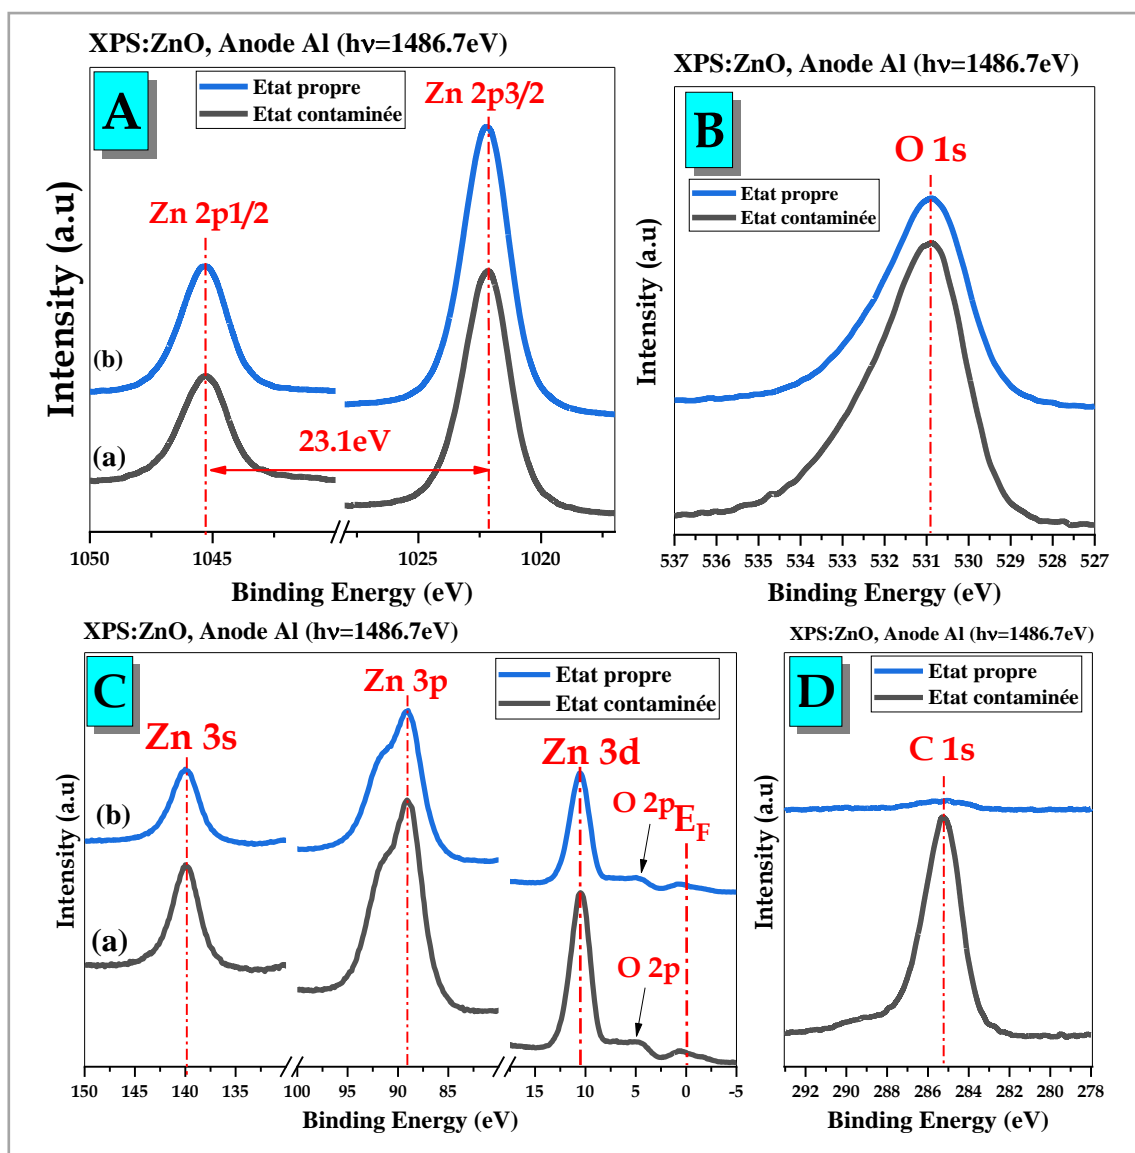 XPS:ZnO, Anode Al (hν=1486.7eV)
A
Etat propre
Etat contaminée
Zn 2p3/2
Zn 2p1/2
(b)
(a)
23.1eV
Intensity (a.u)
1050
1045
1025
1020
Binding Energy (eV)
XPS:ZnO, Anode Al (hν=1486.7eV)
B
O 1s
Etat propre
Etat contaminée
Intensity (a.u)
537 536 535 534 533 532 531 530 529 528 527
Binding Energy (eV)
XPS:ZnO, Anode Al (hν=1486.7eV)
C
Etat propre
Etat contaminée
Zn 3s
Zn 3p
Zn 3d
O 2p
EF
(b)
(a)
O 2p
Intensity (a.u)
150 140 135 100 95 90 85 15 10 5 0 -5
Binding Energy (eV)
XPS:ZnO, Anode Al (hν=1486.7eV)
D
Etat propre
Etat contaminée
C 1s
Intensity (a.u)
290 288 286 284 282 280 278
Binding Energy (eV)